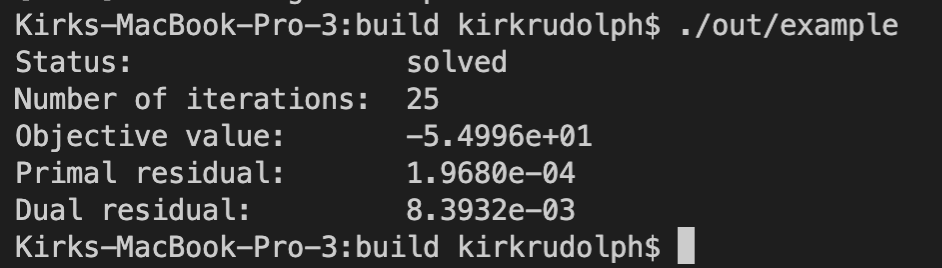 Kirks-MacBook-Pro-3:build kirkrudolph$ ./out/example
Status:               solved
Number of iterations:  25
Objective value:      -5.4996e+01
Primal residual:      1.9680e-04
Dual residual:        8.3932e-03
Kirks-MacBook-Pro-3:build kirkrudolph$